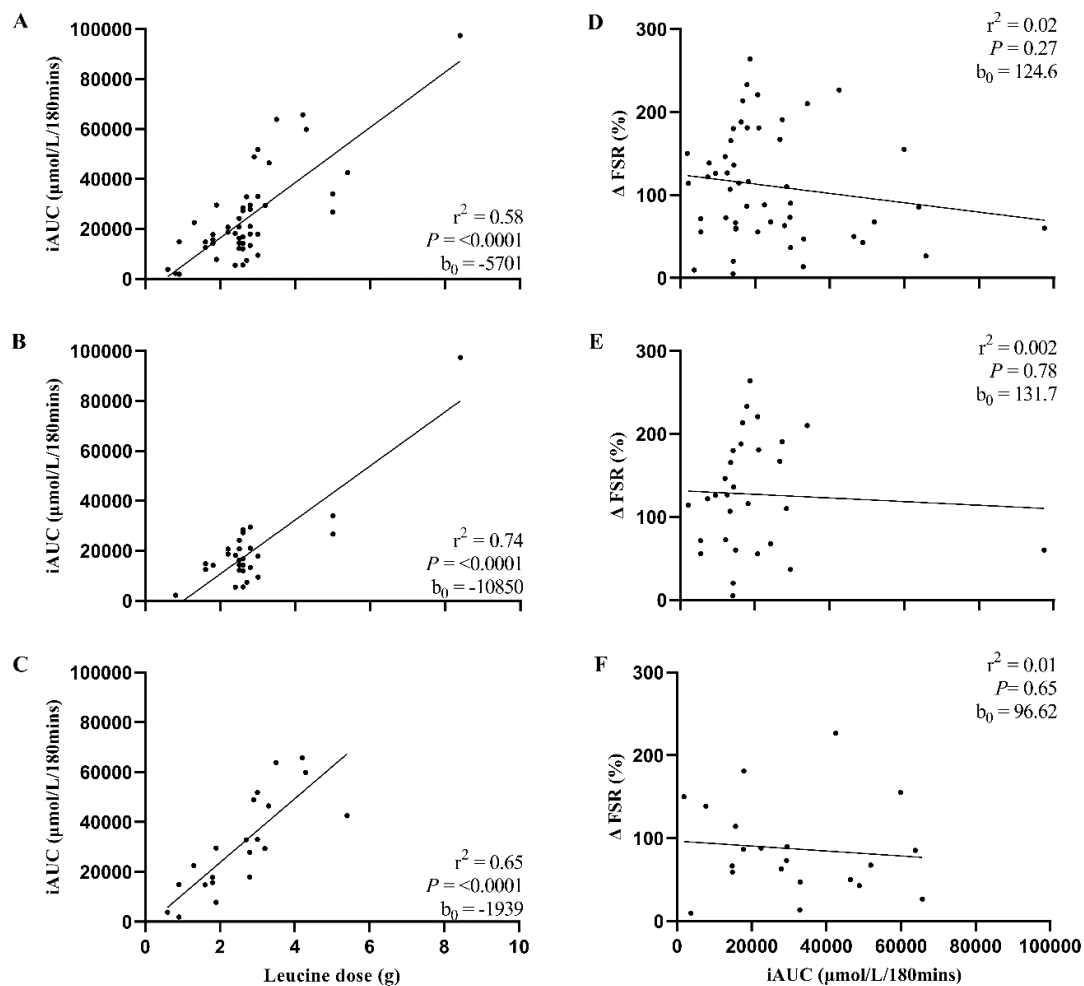 A
iAUC (μmol/L/180mins)
100000
80000
60000
40000
20000
0
r² = 0.58
P = <0.0001
b₀ = -5701
D
Δ FSR (%)
300
200
100
0
r² = 0.02
P = 0.27
b₀ = 124.6
B
iAUC (μmol/L/180mins)
100000
80000
60000
40000
20000
0
r² = 0.74
P = <0.0001
b₀ = -10850
E
Δ FSR (%)
300
200
100
0
r² = 0.002
P = 0.78
b₀ = 131.7
C
iAUC (μmol/L/180mins)
100000
80000
60000
40000
20000
0
r² = 0.65
P = <0.0001
b₀ = -1939
0 2 4 6 8 10
Leucine dose (g)
F
Δ FSR (%)
300
200
100
0
r² = 0.01
P= 0.65
b₀ = 96.62
0 20000 40000 60000 80000 100000
iAUC (μmol/L/180mins)